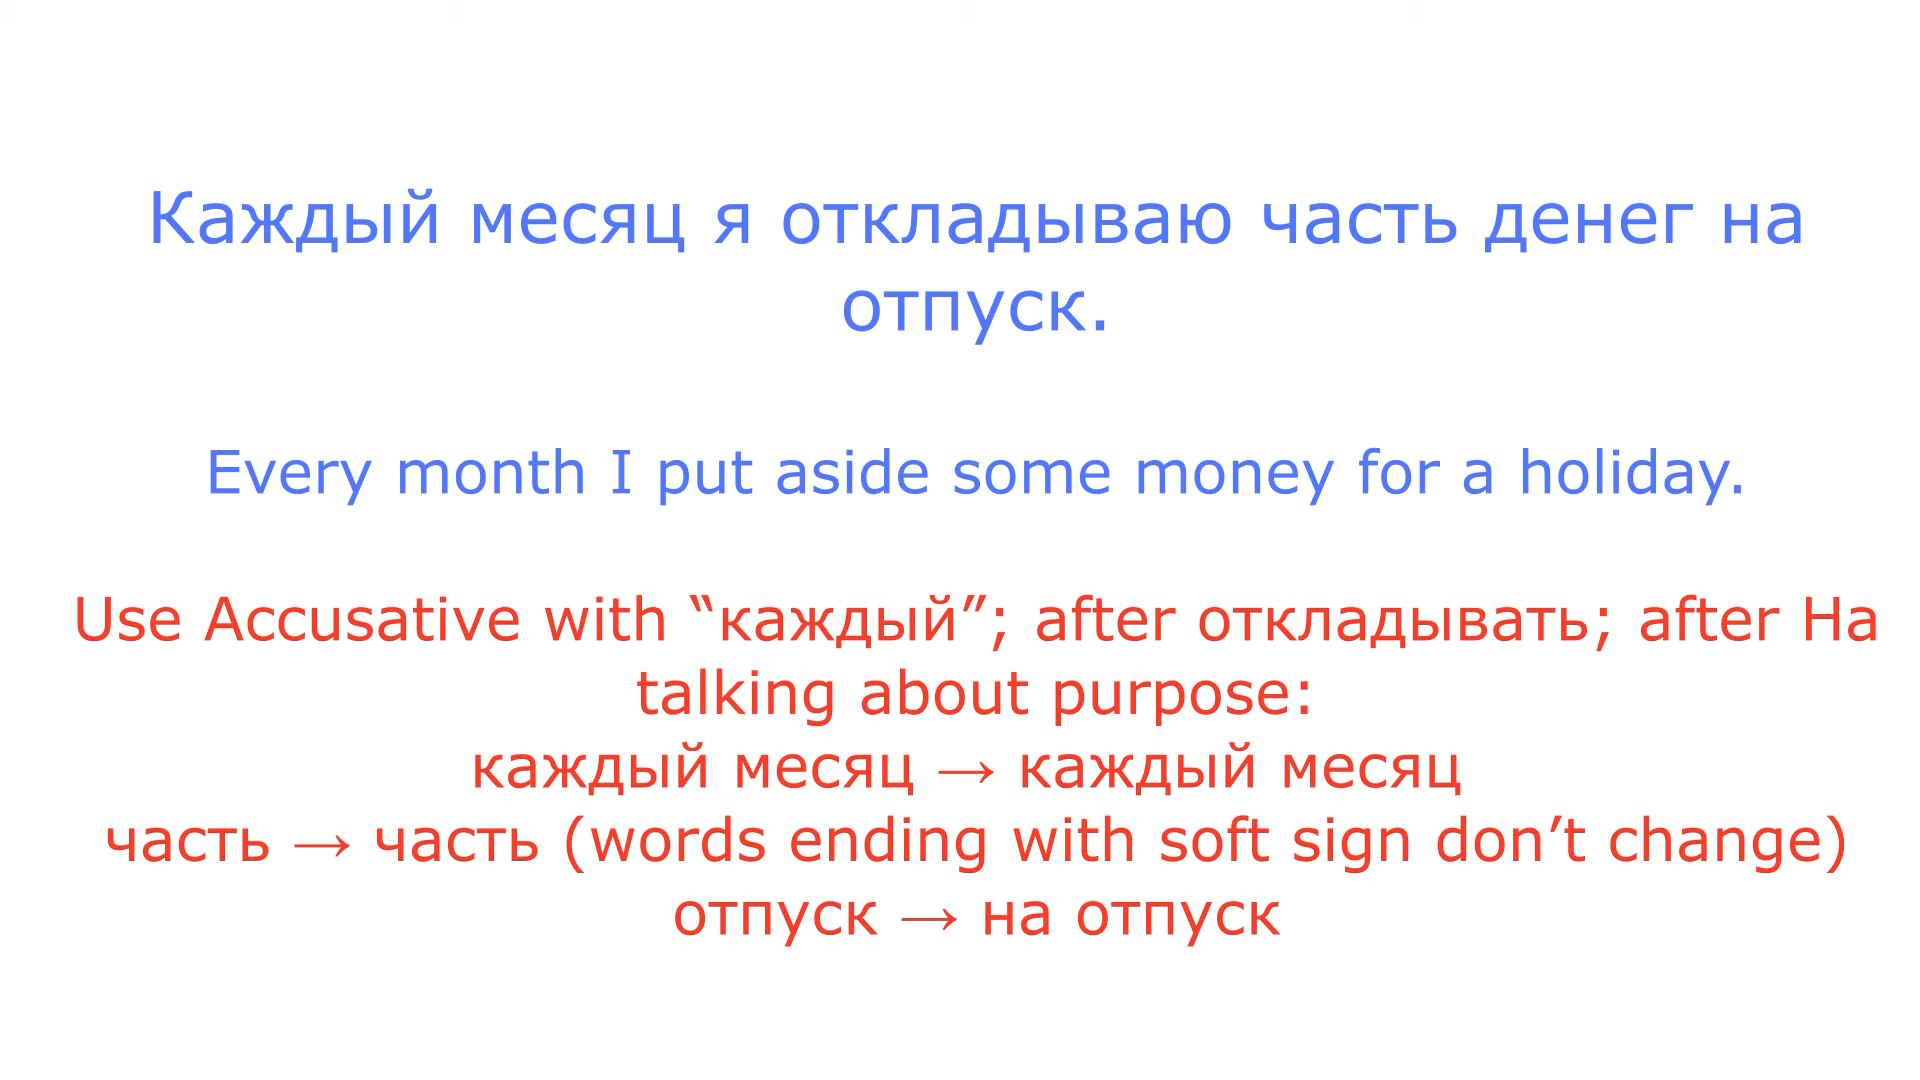 Каждый месяц я откладываю часть денег на
отпуск.
Every month I put aside some money for a holiday.
Use Accusative with “каждый”; after откладывать; after На
talking about purpose:
каждый месяц → каждый месяц
часть → часть (words ending with soft sign don’t change)
отпуск → на отпуск